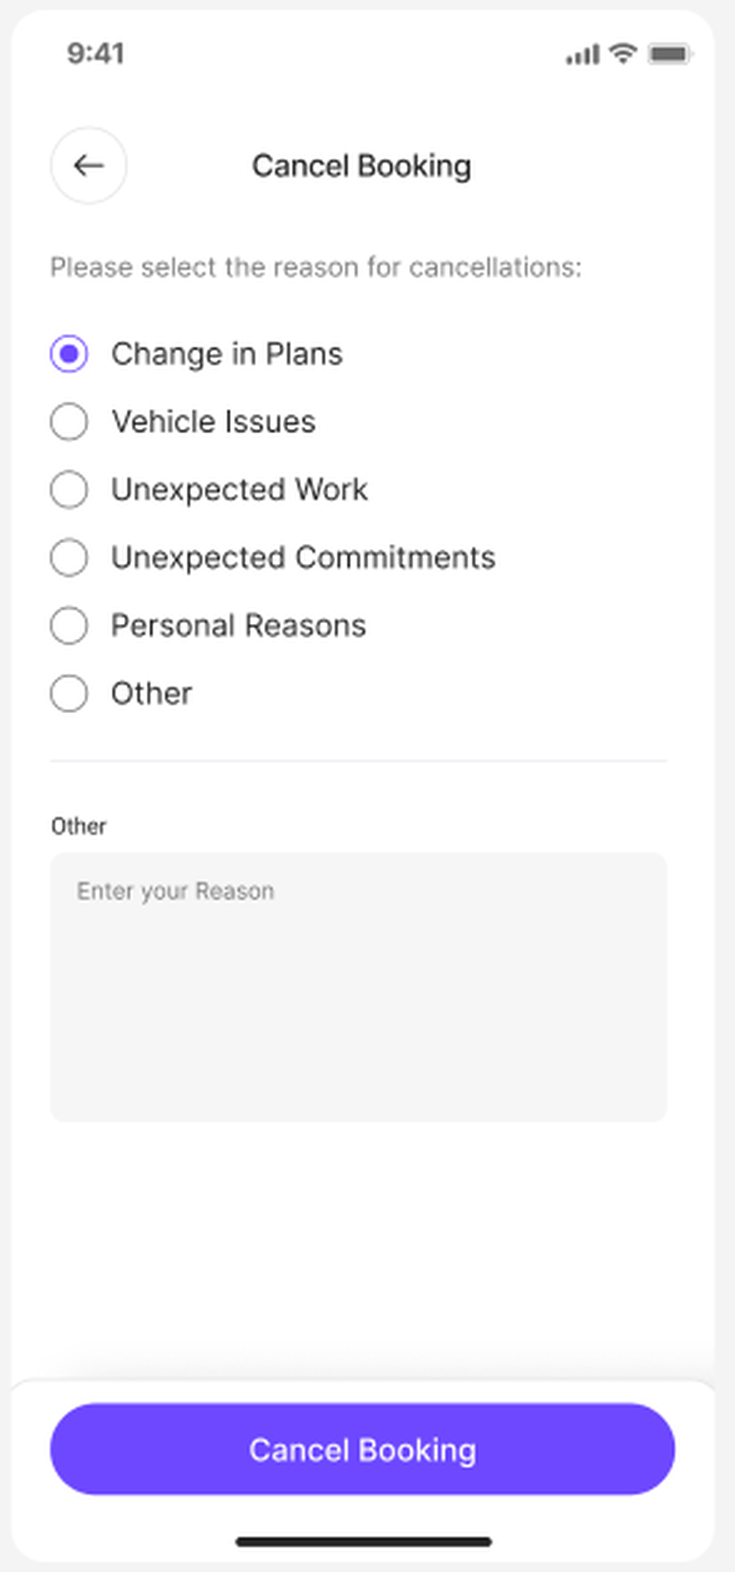 9:41
Cancel Booking
Please select the reason for cancellations:
Change in Plans
Vehicle Issues
Unexpected Work
Unexpected Commitments
Personal Reasons
Other
Other
Enter your Reason
Cancel Booking